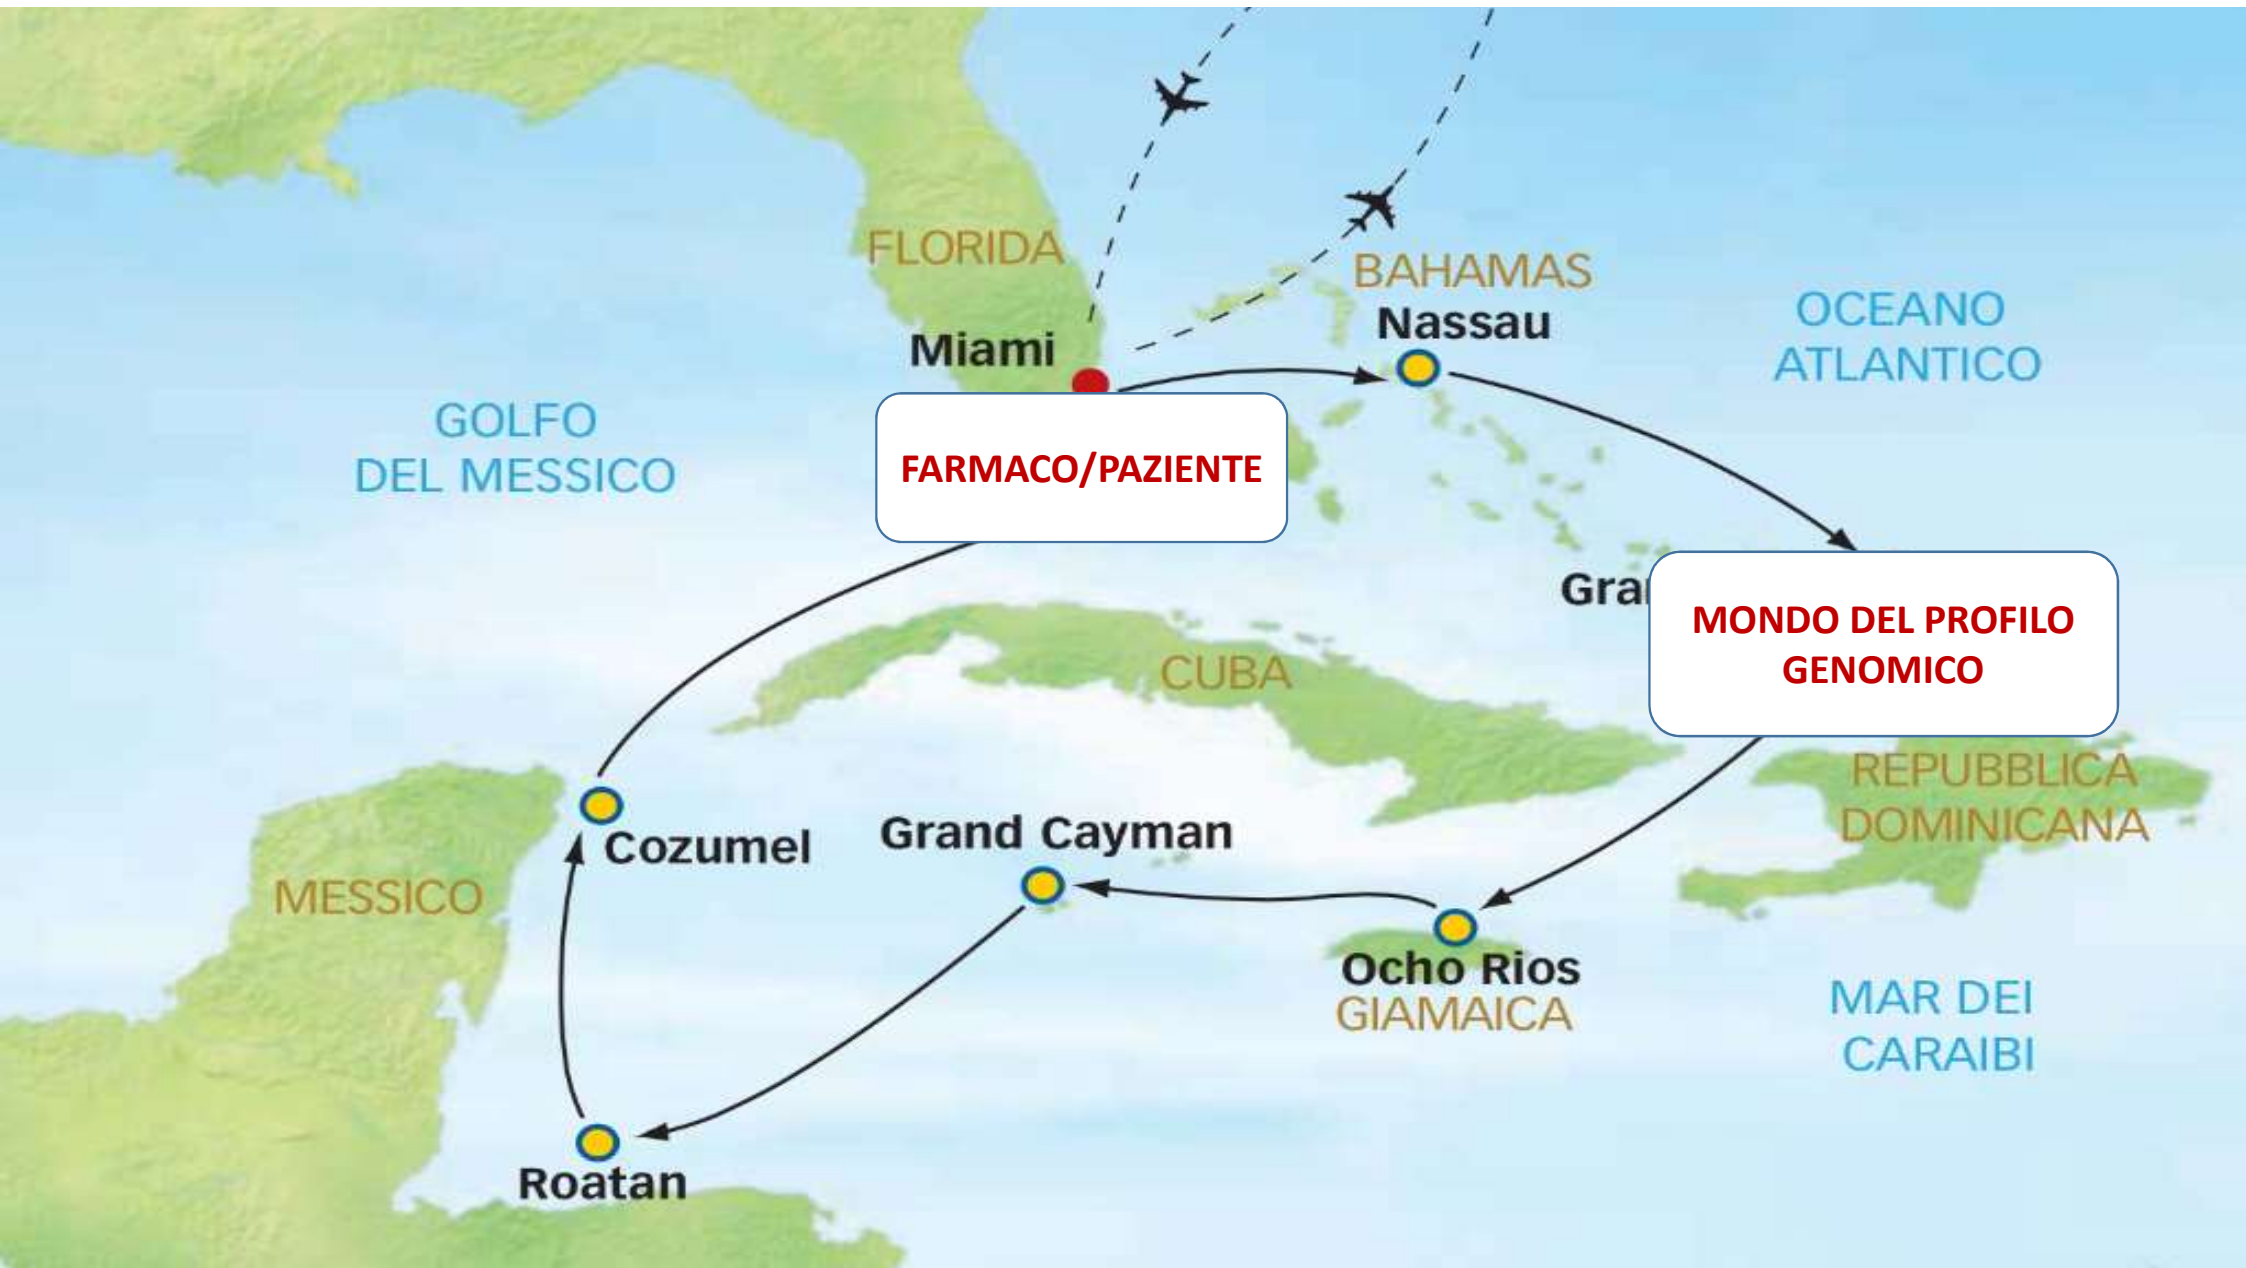 FLORIDA
BAHAMAS
Nassau
OCEANO
ATLANTICO
Miami
GOLFO
DEL MESSICO
FARMACO/PAZIENTE
MONDO DEL PROFILO
GENOMICO
CUBA
REPUBBLICA
DOMINICANA
Cozumel
Grand Cayman
MESSICO
Ocho Rios
GIAMAICA
MAR DEI
CARAIBI
Roatan